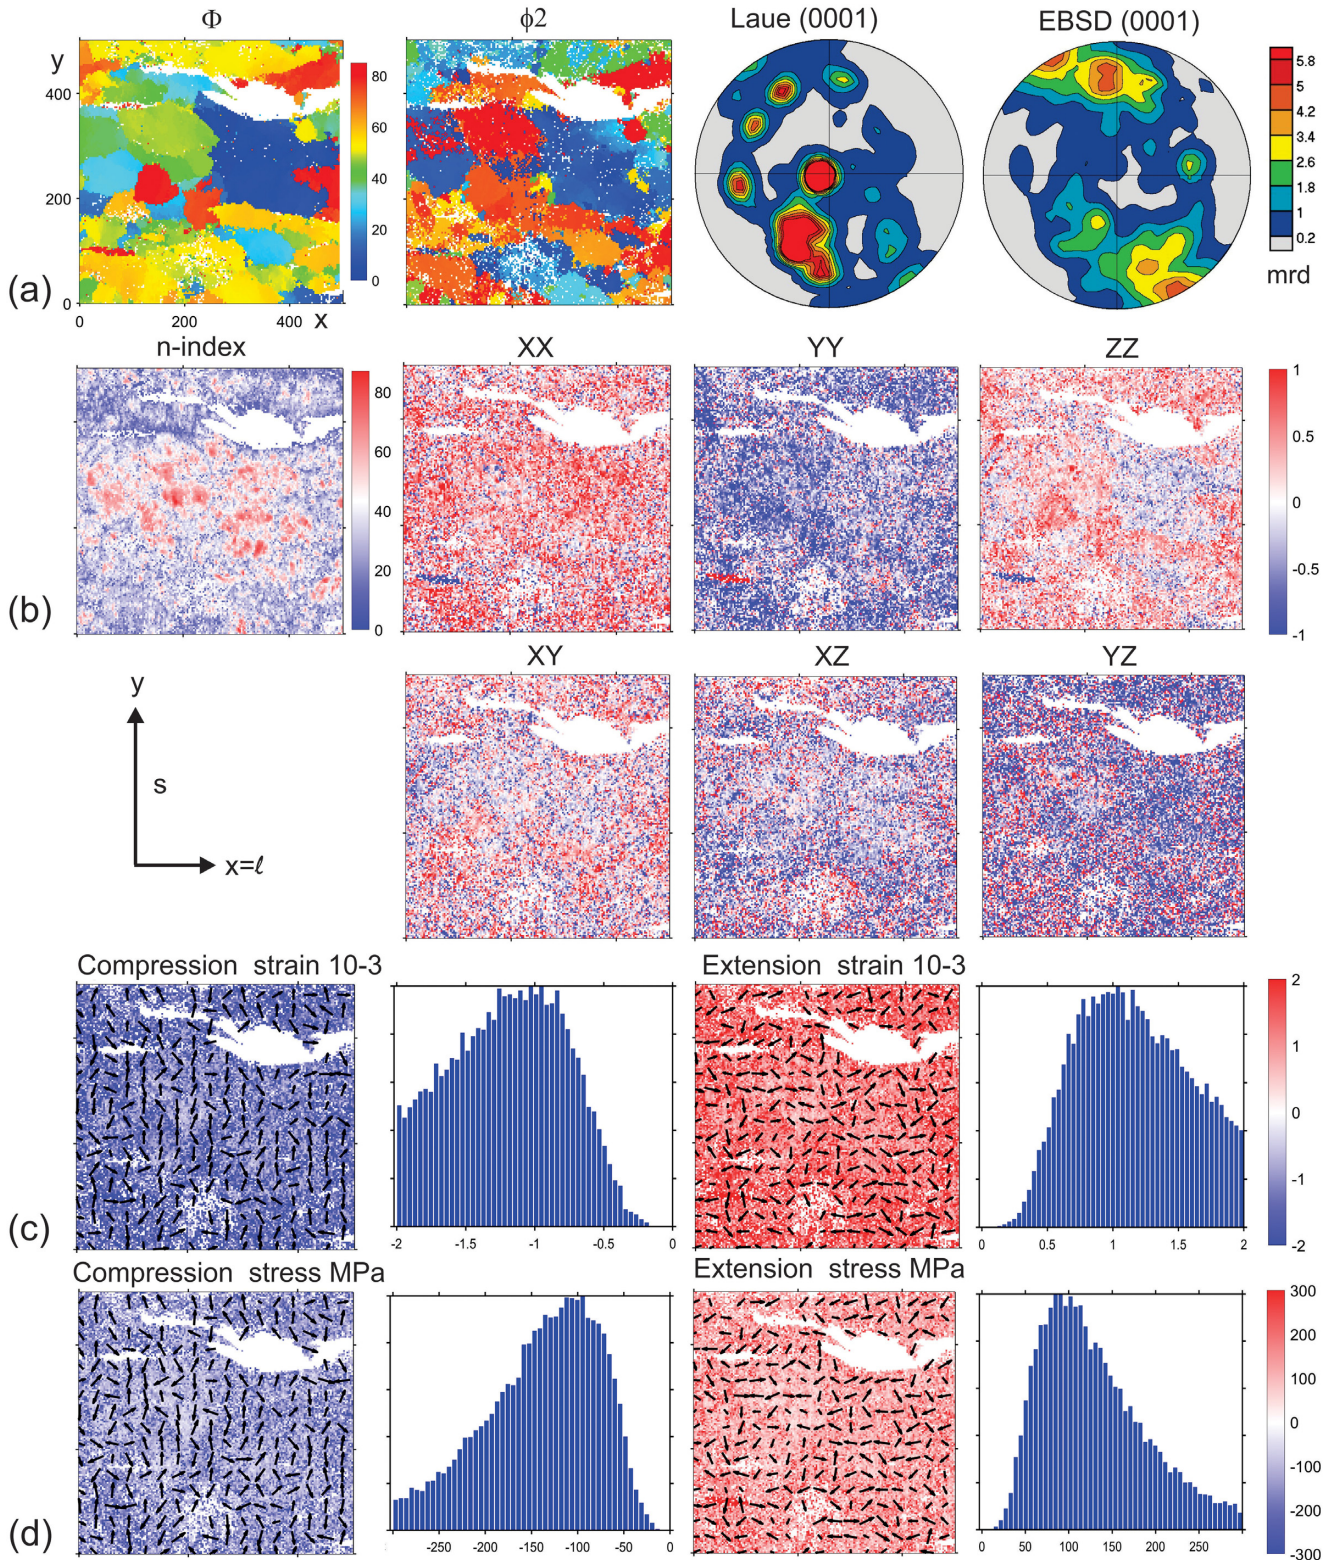 Φ ϕ2 Laue (0001) EBSD (0001)
y
400
200
0
0 200 400 x
80
60
40
20
0
5.8
5
4.2
3.4
2.6
1.8
1
0.2
mrd
(a)
n-index XX YY ZZ
80
60
40
20
0
1
0.5
0
-0.5
-1
(b)
XY XZ YZ
y
s
x=ℓ
Compression strain 10-3 Extension strain 10-3
-2 -1.5 -1 -0.5 0
0 0.5 1 1.5 2
2
1
0
-1
-2
(c)
Compression stress MPa Extension stress MPa
-250 -200 -150 -100 -50 0
0 50 100 150 200 250
300
200
100
0
-100
-200
-300
(d)